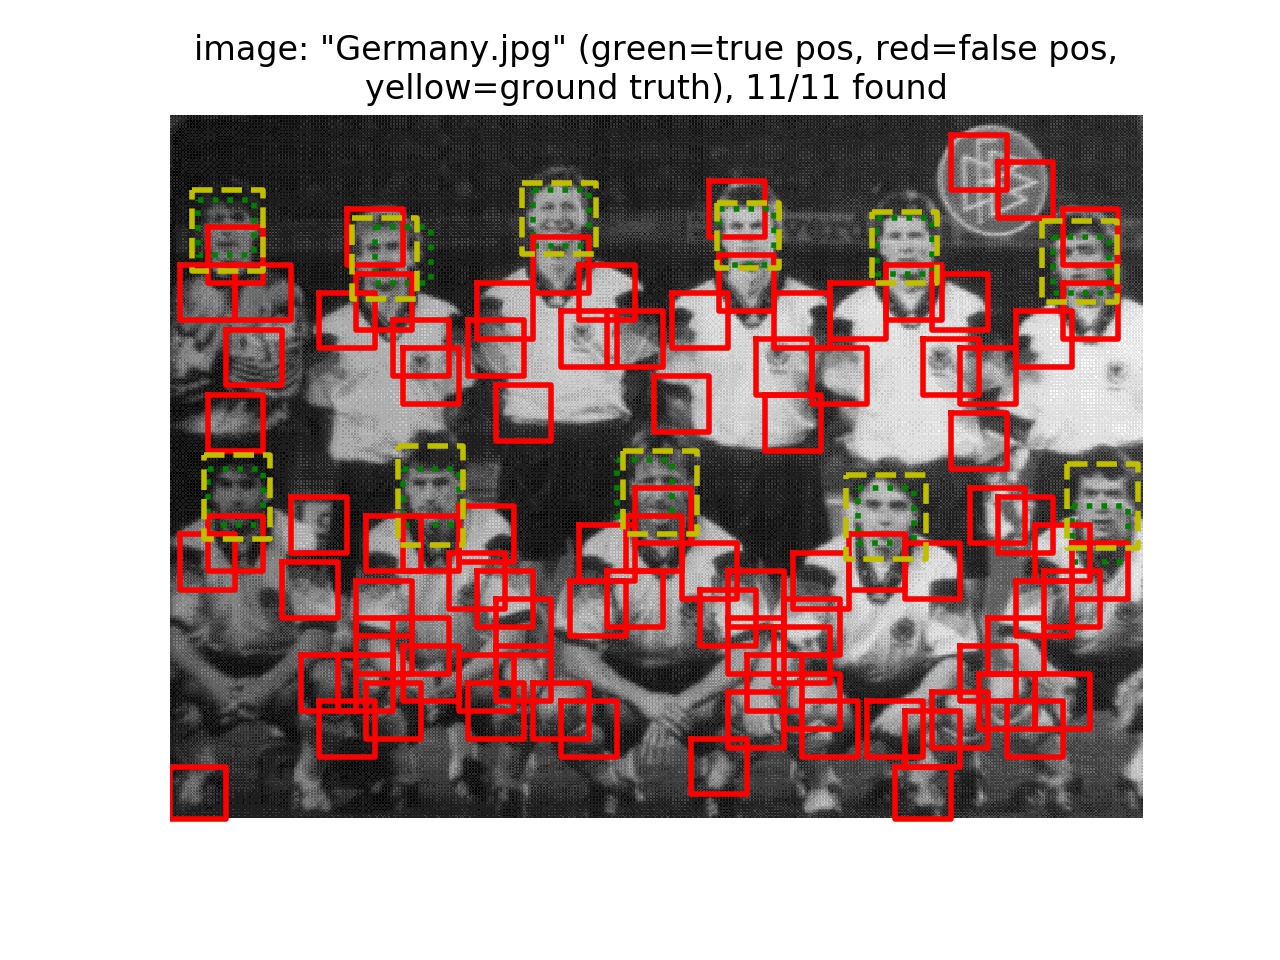 image: "Germany.jpg" (green=true pos, red=false pos,
yellow=ground truth), 11/11 found